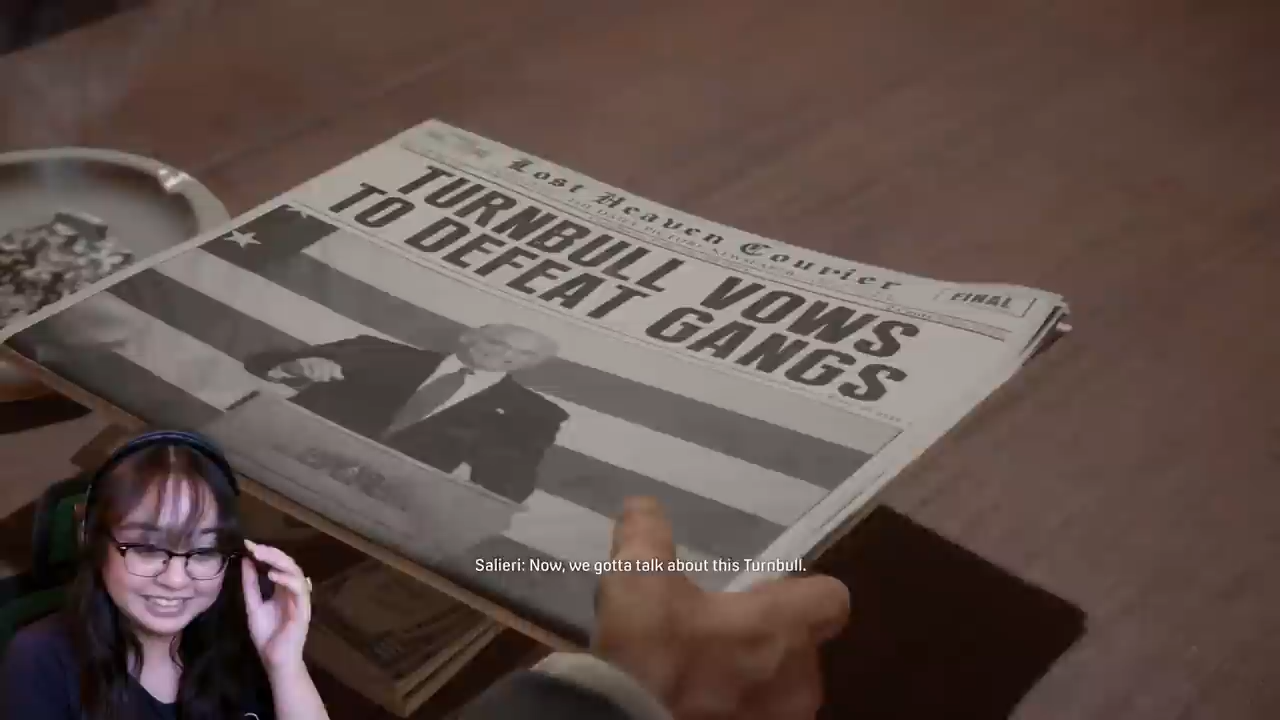 Lost Heaven Courier
FINAL
TURNBULL VOWS
TO DEFEAT GANGS
Salieri: Now, we gotta talk about this Turnbull.